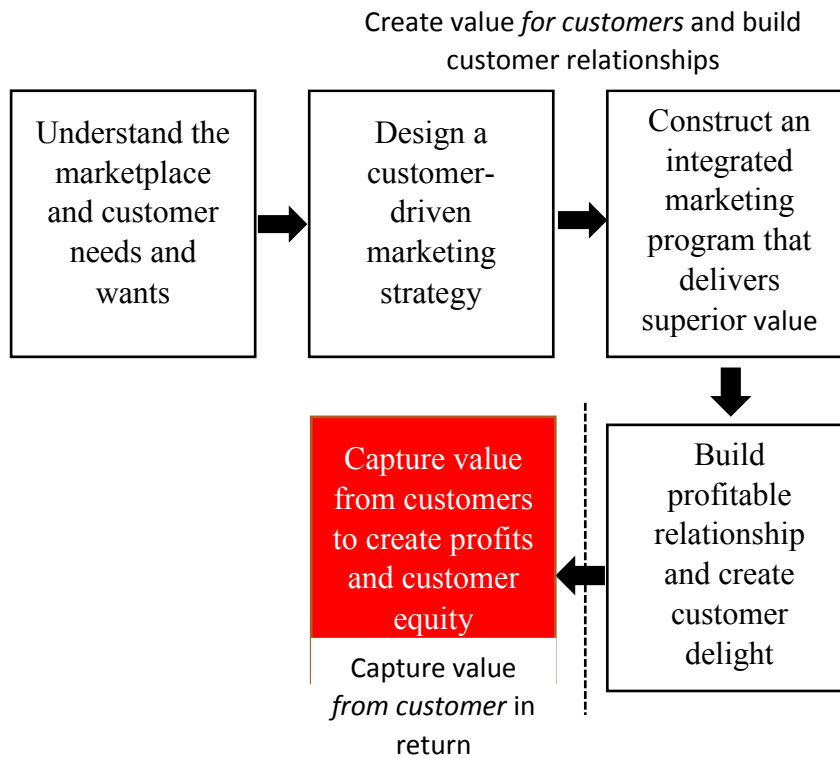 Create value for customers and build
customer relationships
Understand the
marketplace
and customer
needs and
wants
Design a
customer-
driven
marketing
strategy
Construct an
integrated
marketing
program that
delivers
superior value
Build
profitable
relationship
and create
customer
delight
Capture value
from customers
to create profits
and customer
equity
Capture value
from customer in
return